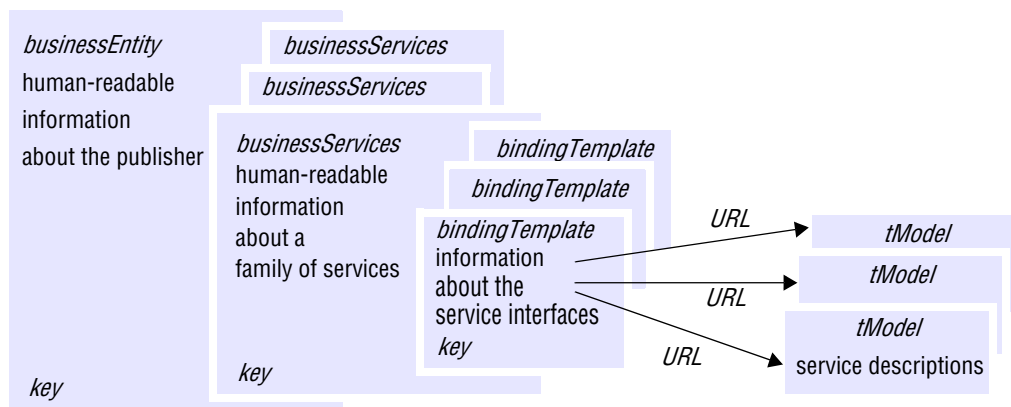 businessEntity
human-readable
information
about the publisher
key
businessServices
businessServices
businessServices
human-readable
information
about a
family of services
key
bindingTemplate
bindingTemplate
bindingTemplate
information
about the
service interfaces
key
URL
URL
URL
tModel
tModel
tModel
service descriptions